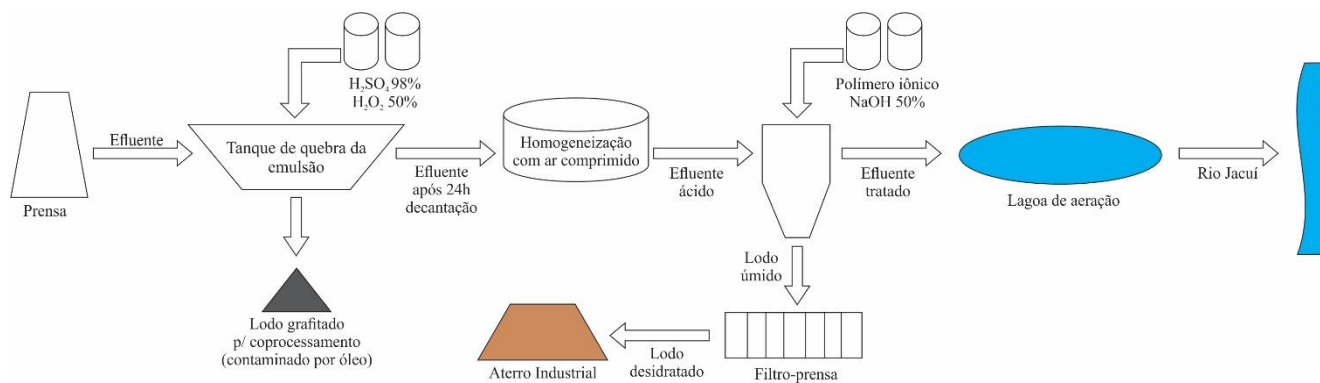 H₂SO₄ 98%
H₂O₂ 50%
Polímero iônico
NaOH 50%
Prensa
Efluente
Tanque de quebra da
emulsão
Efluente
após 24h
decantação
Homogeneização
com ar comprimido
Efluente
ácido
Efluente
tratado
Lagoa de aeração
Rio Jacuí
Lodo grafitado
p/ coprocessamento
(contaminado por óleo)
Lodo
úmido
Filtro-prensa
Lodo
desidratado
Aterro Industrial